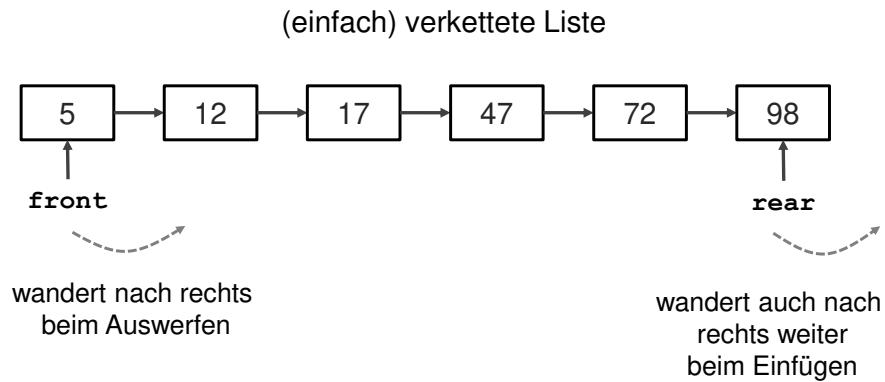 (einfach) verkettete Liste
5 12 17 47 72 98
front rear
wandert nach rechts
beim Auswerfen
wandert auch nach
rechts weiter
beim Einfügen